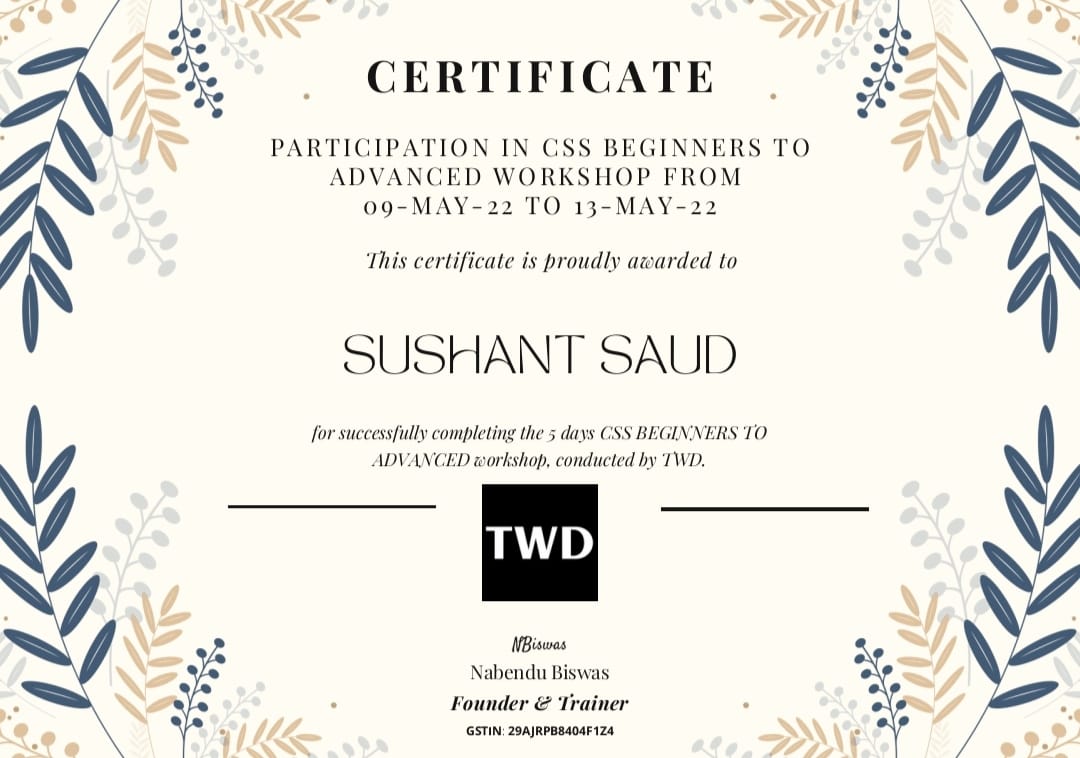 CERTIFICATE
PARTICIPATION IN CSS BEGINNERS TO
ADVANCED WORKSHOP FROM
09-MAY-22 TO 13-MAY-22
This certificate is proudly awarded to
SUSHANT SAUD
for successfully completing the 5 days CSS BEGINNERS TO
ADVANCED workshop, conducted by TWD.
TWD
NBiswas
Nabendu Biswas
Founder & Trainer
GSTIN: 29AJRPB8404F1Z4